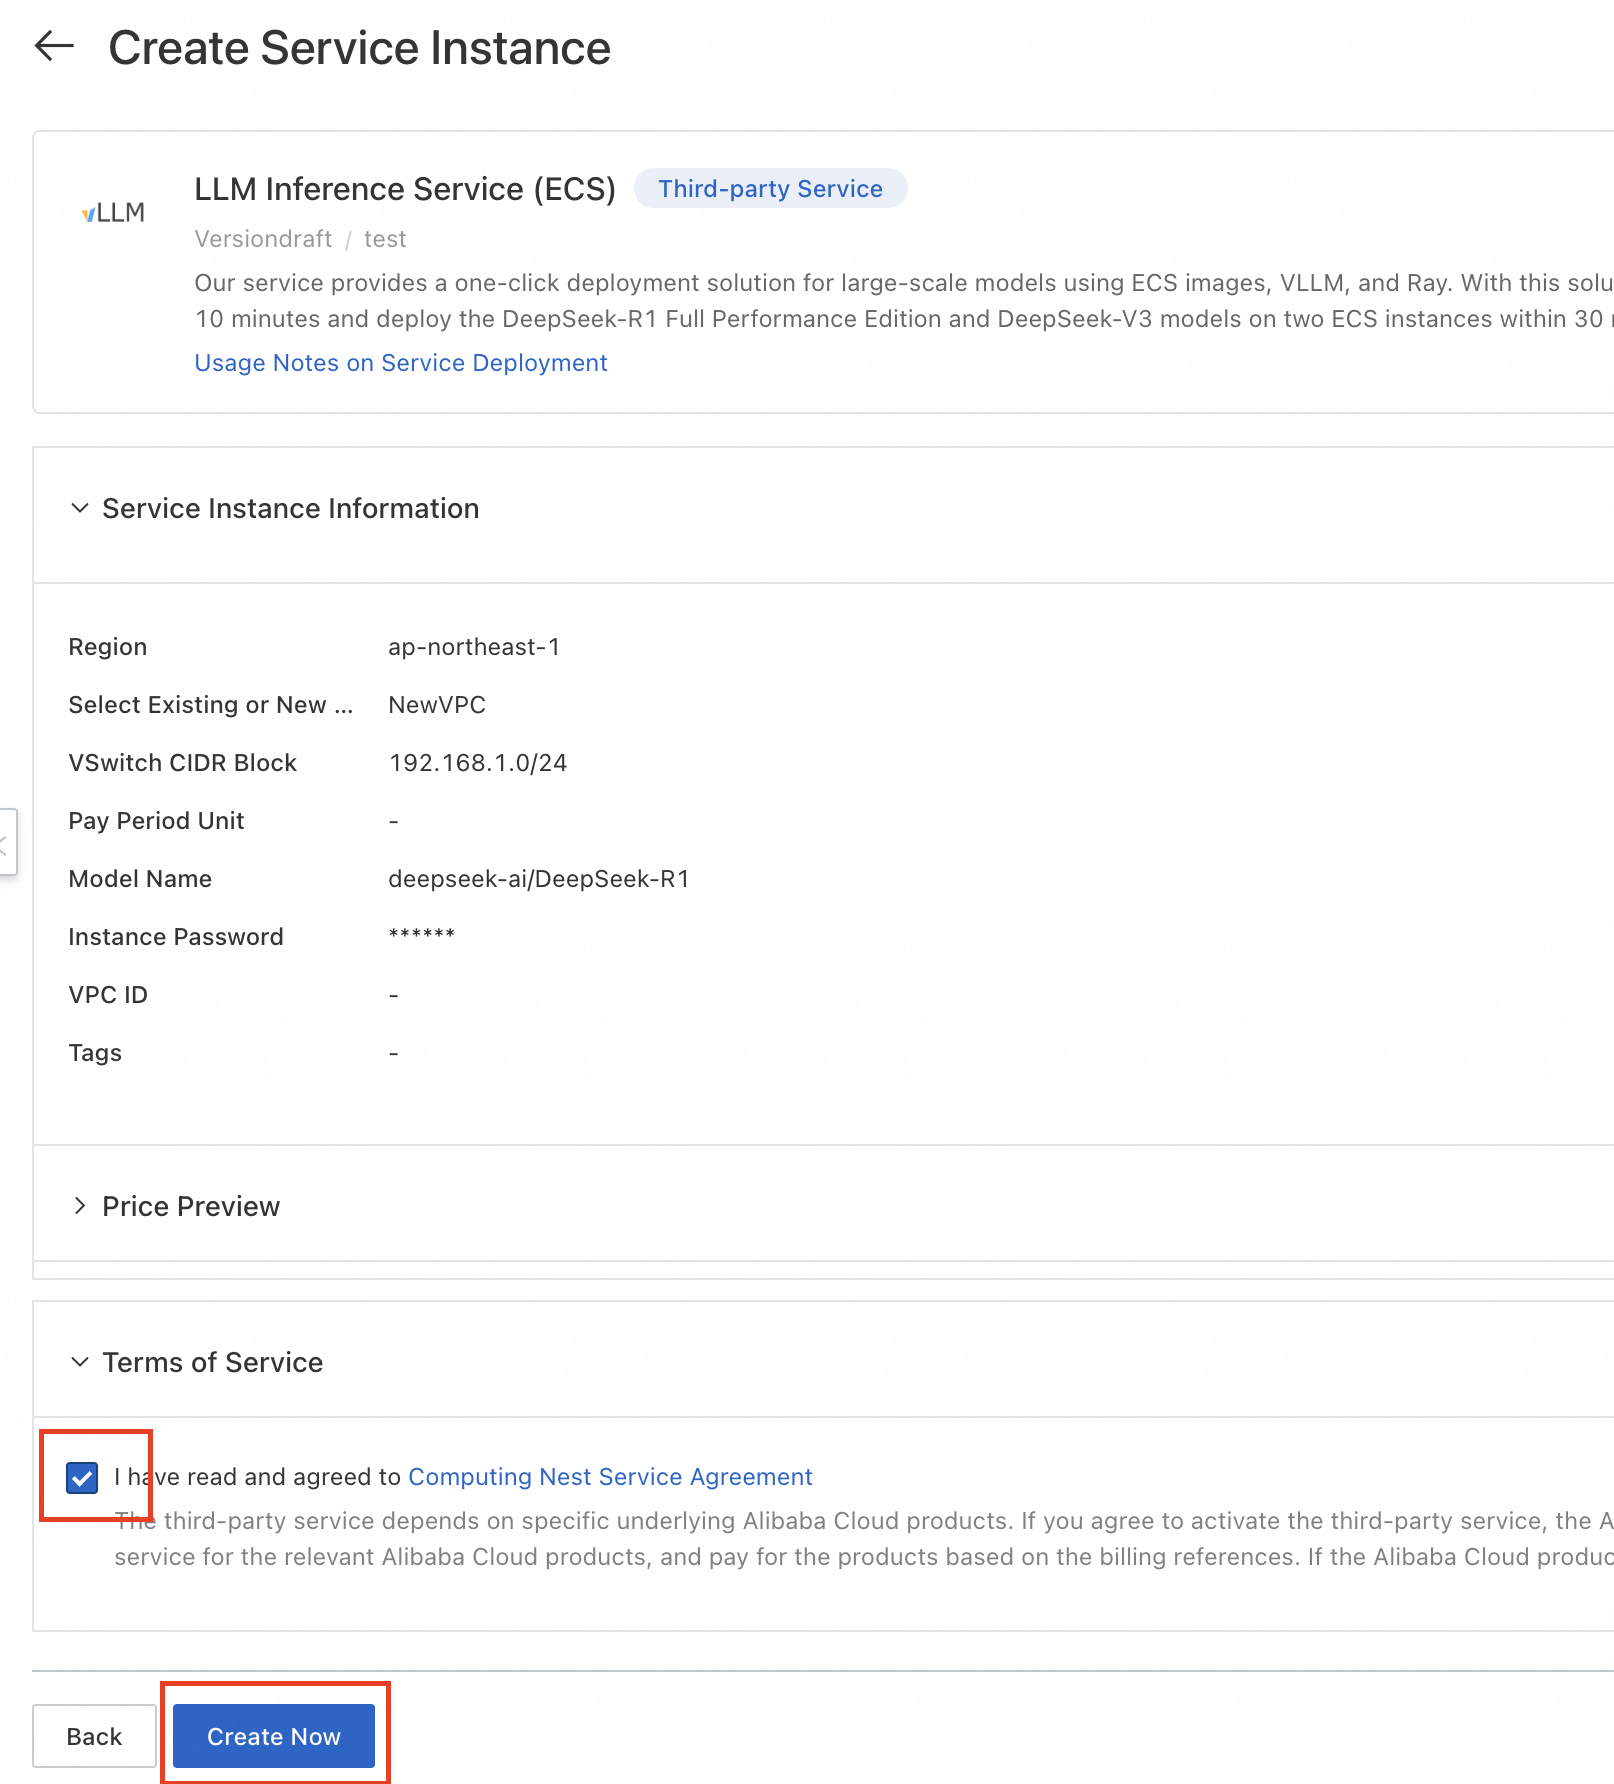 Create Service Instance
vLLM
LLM Inference Service (ECS) Third-party Service
Versiondraft / test
Our service provides a one-click deployment solution for large-scale models using ECS images, VLLM, and Ray. With this solu
10 minutes and deploy the DeepSeek-R1 Full Performance Edition and DeepSeek-V3 models on two ECS instances within 30
Usage Notes on Service Deployment
Service Instance Information
Region ap-northeast-1
Select Existing or New ... NewVPC
VSwitch CIDR Block 192.168.1.0/24
Pay Period Unit -
Model Name deepseek-ai/DeepSeek-R1
Instance Password ******
VPC ID -
Tags -
Price Preview
Terms of Service
I have read and agreed to Computing Nest Service Agreement
The third-party service depends on specific underlying Alibaba Cloud products. If you agree to activate the third-party service, the A
service for the relevant Alibaba Cloud products, and pay for the products based on the billing references. If the Alibaba Cloud produc
Back Create Now